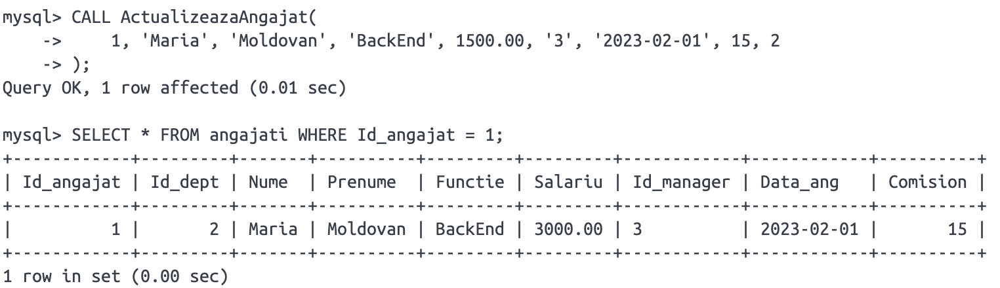 mysql> CALL ActualizeazaAngajat(
    ->     1, 'Maria', 'Moldovan', 'BackEnd', 1500.00, '3', '2023-02-01', 15, 2
    -> );
Query OK, 1 row affected (0.01 sec)

mysql> SELECT * FROM angajati WHERE Id_angajat = 1;
+------------+---------+-------+----------+---------+---------+------------+------------+----------+
| Id_angajat | Id_dept | Nume  | Prenume  | Functie | Salariu | Id_manager | Data_ang   | Comision |
+------------+---------+-------+----------+---------+---------+------------+------------+----------+
|          1 |       2 | Maria | Moldovan | BackEnd | 3000.00 | 3          | 2023-02-01 |       15 |
+------------+---------+-------+----------+---------+---------+------------+------------+----------+
1 row in set (0.00 sec)